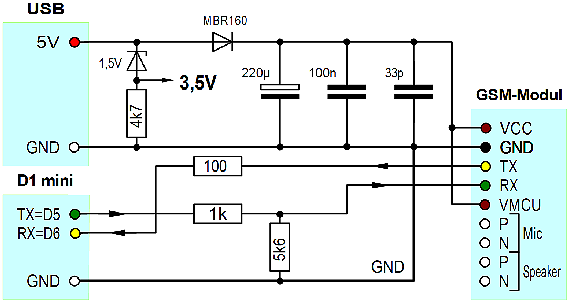 USB
MBR160
5V
1,5V
3,5V
220µ
100n
33p
4k7
GSM-Modul
VCC
GND
GND
D1 mini
100
TX
RX
TX=D5
1k
VMCU
RX=D6
5k6
P
Mic
N
P
Speaker
N
GND
GND